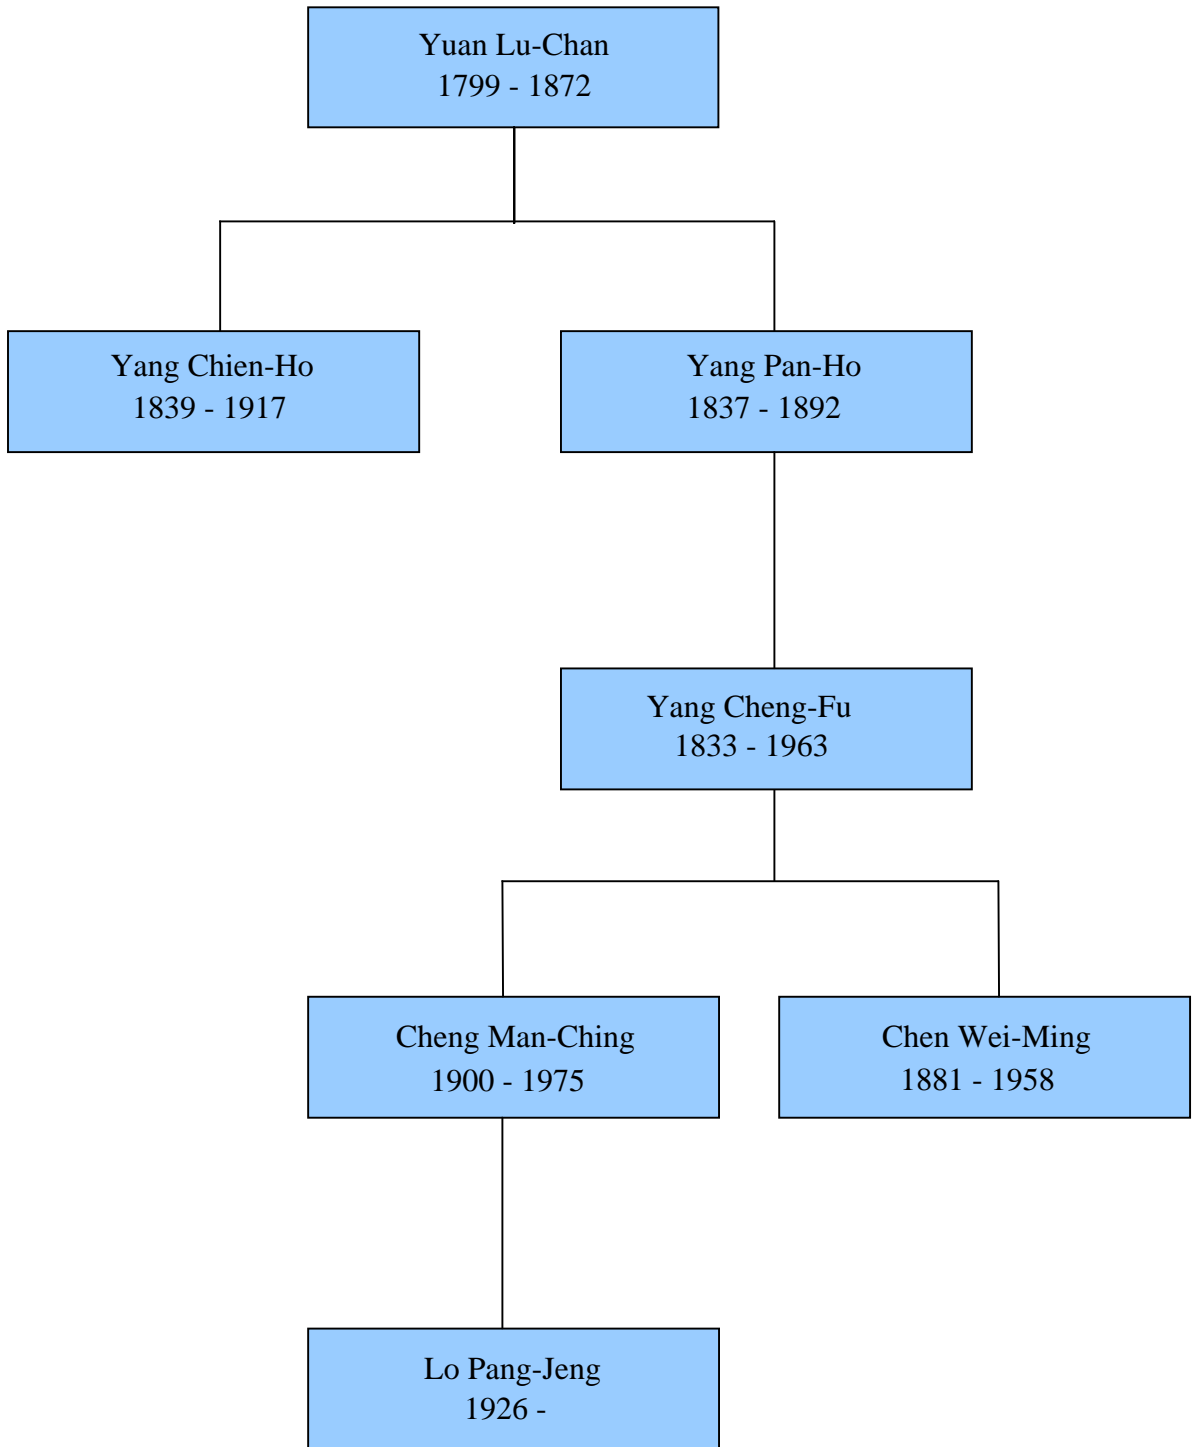 Yuan Lu-Chan
1799 - 1872
Yang Chien-Ho
1839 - 1917
Yang Pan-Ho
1837 - 1892
Yang Cheng-Fu
1833 - 1963
Cheng Man-Ching
1900 - 1975
Chen Wei-Ming
1881 - 1958
Lo Pang-Jeng
1926 -